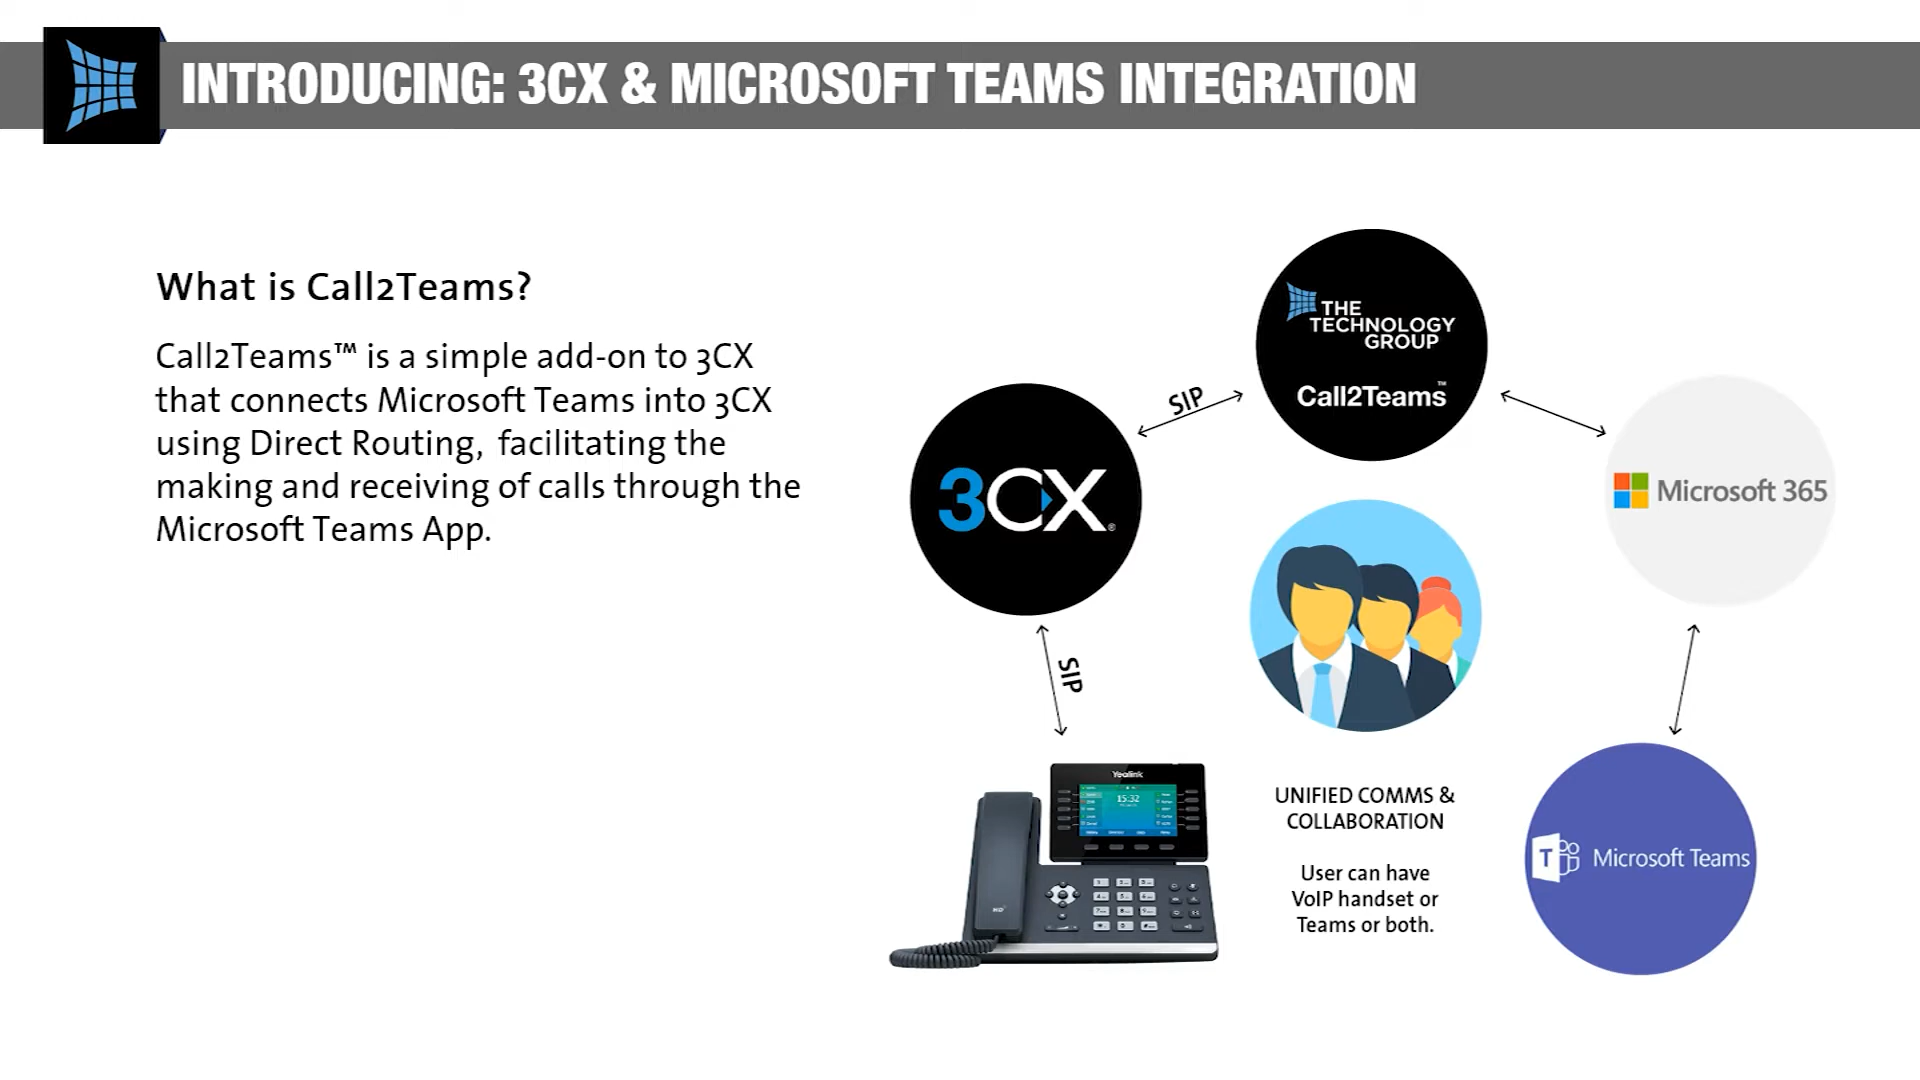 INTRODUCING: 3CX & MICROSOFT TEAMS INTEGRATION
What is Call2Teams?
Call2Teams™ is a simple add-on to 3CX
that connects Microsoft Teams into 3CX
using Direct Routing, facilitating the
making and receiving of calls through the
Microsoft Teams App.
THE
TECHNOLOGY
GROUP
Call2Teams™
SIP
3CX®
Microsoft 365
SIP
Yealink
15:32
HD
UNIFIED COMMS &
COLLABORATION
User can have
VoIP handset or
Teams or both.
T
Microsoft Teams